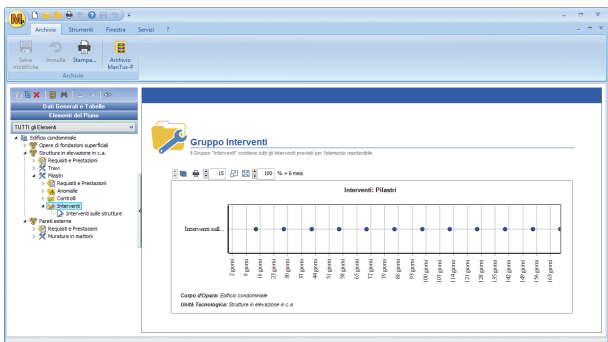 M
Archivio Strumenti Finestra Servizi ?
Salva modifiche Annulla Stampa... Archivio ManTus-P
Archivio
Dati Generali e Tabelle
Elementi del Piano
TUTTI gli Elementi
Edificio condominiale
Opere di fondazioni superficiali
Strutture in elevazione in c.a.
Requisiti e Prestazioni
Travi
Pilastri
Requisiti e Prestazioni
Anomalie
Controlli
Interventi
Interventi sulle strutture
Pareti esterne
Requisiti e Prestazioni
Murature in mattoni
Gruppo Interventi
Il Gruppo "Interventi" contiene tutti gli interventi previsti per l'elemento manutenibile.
15 100 % = 6 mesi
Interventi: Pilastri
Interventi sull...
2 giorni 9 giorni 16 giorni 23 giorni 30 giorni 37 giorni 44 giorni 51 giorni 58 giorni 65 giorni 72 giorni 79 giorni 86 giorni 93 giorni 100 giorni 107 giorni 114 giorni 121 giorni 128 giorni 135 giorni 142 giorni 149 giorni 156 giorni 163 giorni
Corpo d'Opera: Edificio condominiale
Unità Tecnologica: Strutture in elevazione in c.a.